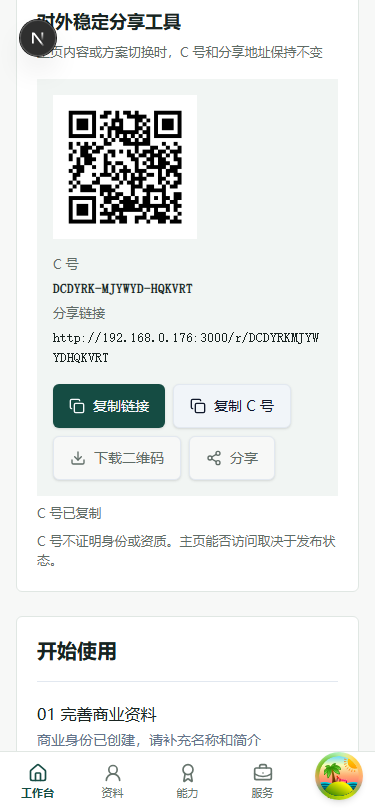 对外稳定分享工具
主页内容或方案切换时，C 号和分享地址保持不变
N
C 号
DCDYRK-MJYWYD-HQKVRT
分享链接
http://192.168.0.176:3000/r/DCDYRKMJYW
YDHQKVRT
复制链接
复制 C 号
下载二维码
分享
C 号已复制
C 号不证明身份或资质。主页能否访问取决于发布状
态。
开始使用
01 完善商业资料
商业身份已创建，请补充名称和简介
工作台
资料
能力
服务